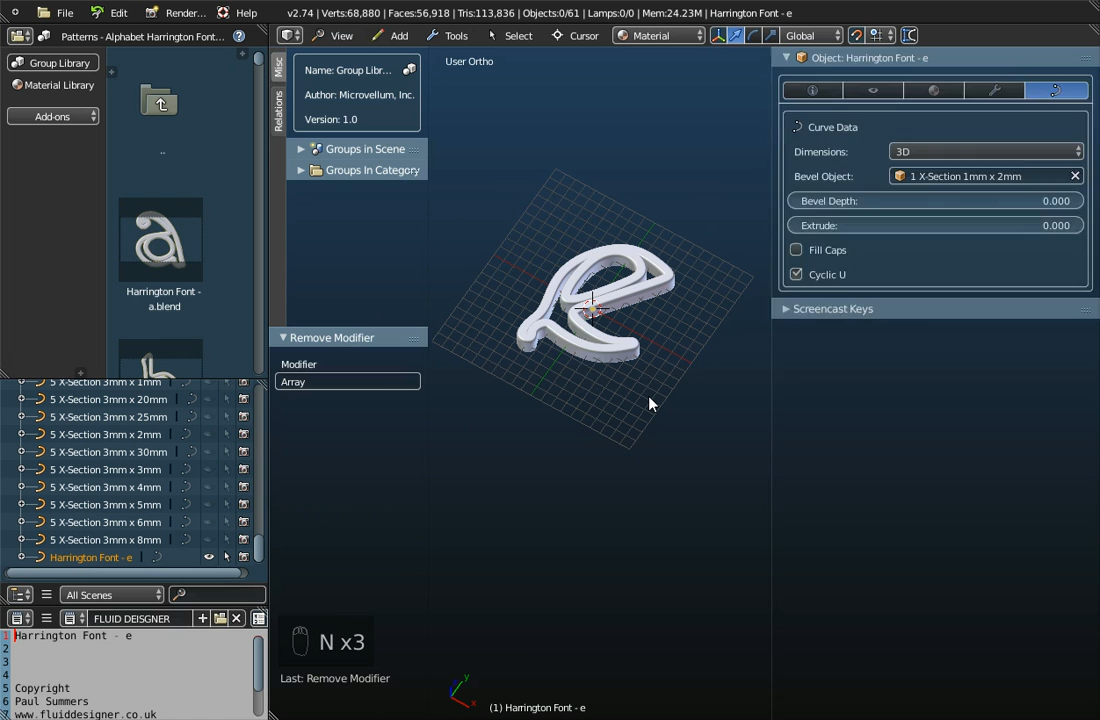 File Edit Render... Help v2.74 | Verts:68,880 | Faces:56,918 | Tris:113,836 | Objects:0/61 | Lamps:0/0 | Mem:24.23M | Harrington Font - e
Patterns - Alphabet Harrington Font... View Add Tools Select Cursor Material Global
Group Library
Material Library
Add-ons
..
Harrington Font -
a.blend
Misc
Relations
Name: Group Libr...
Author: Microvellum, Inc.
Version: 1.0
Groups in Scene
Groups In Category
Remove Modifier
Modifier
Array
User Ortho
Object: Harrington Font - e
Curve Data
Dimensions: 3D
Bevel Object: 1 X-Section 1mm x 2mm
Bevel Depth: 0.000
Extrude: 0.000
Fill Caps
Cyclic U
Screencast Keys
5 X-Section 3mm x 1mm
5 X-Section 3mm x 20mm
5 X-Section 3mm x 25mm
5 X-Section 3mm x 2mm
5 X-Section 3mm x 30mm
5 X-Section 3mm x 3mm
5 X-Section 3mm x 4mm
5 X-Section 3mm x 5mm
5 X-Section 3mm x 6mm
5 X-Section 3mm x 8mm
Harrington Font - e
All Scenes
FLUID DEISGNER
1 Harrington Font - e
2
3
4
5 Copyright
6 Paul Summers
7 www.fluiddesigner.co.uk
N x3
Last: Remove Modifier
y
x
(1) Harrington Font - e